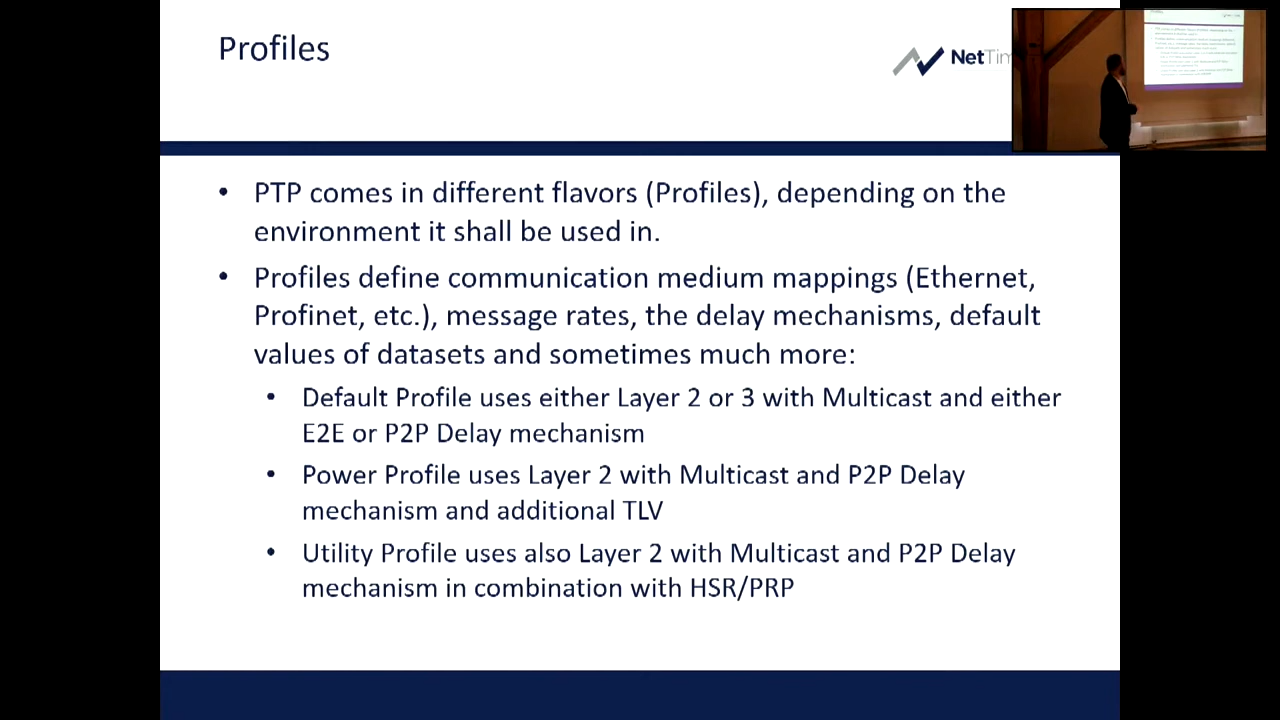 Profiles
NetTim
• PTP comes in different flavors (Profiles), depending on the
environment it shall be used in.
• Profiles define communication medium mappings (Ethernet,
Profinet, etc.), message rates, the delay mechanisms, default
values of datasets and sometimes much more:
• Default Profile uses either Layer 2 or 3 with Multicast and either
E2E or P2P Delay mechanism
• Power Profile uses Layer 2 with Multicast and P2P Delay
mechanism and additional TLV
• Utility Profile uses also Layer 2 with Multicast and P2P Delay
mechanism in combination with HSR/PRP